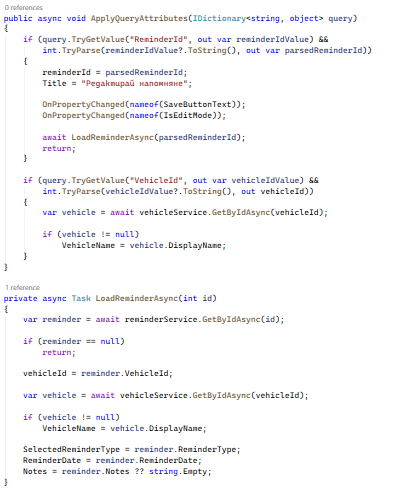 0 references
public async void ApplyQueryAttributes(IDictionary<string, object> query)
{
if (query.TryGetValue("ReminderId", out var reminderIdValue) &&
int.TryParse(reminderIdValue?.ToString(), out var parsedReminderId))
{
reminderId = parsedReminderId;
Title = "Редактирай напомняне";
OnPropertyChanged(nameof(SaveButtonText));
OnPropertyChanged(nameof(IsEditMode));
await LoadReminderAsync(parsedReminderId);
return;
}
if (query.TryGetValue("VehicleId", out var vehicleIdValue) &&
int.TryParse(vehicleIdValue?.ToString(), out vehicleId))
{
var vehicle = await vehicleService.GetByIdAsync(vehicleId);
if (vehicle != null)
VehicleName = vehicle.DisplayName;
}
}
1 reference
private async Task LoadReminderAsync(int id)
{
var reminder = await reminderService.GetByIdAsync(id);
if (reminder == null)
return;
vehicleId = reminder.VehicleId;
var vehicle = await vehicleService.GetByIdAsync(vehicleId);
if (vehicle != null)
VehicleName = vehicle.DisplayName;
SelectedReminderType = reminder.ReminderType;
ReminderDate = reminder.ReminderDate;
Notes = reminder.Notes ?? string.Empty;
}